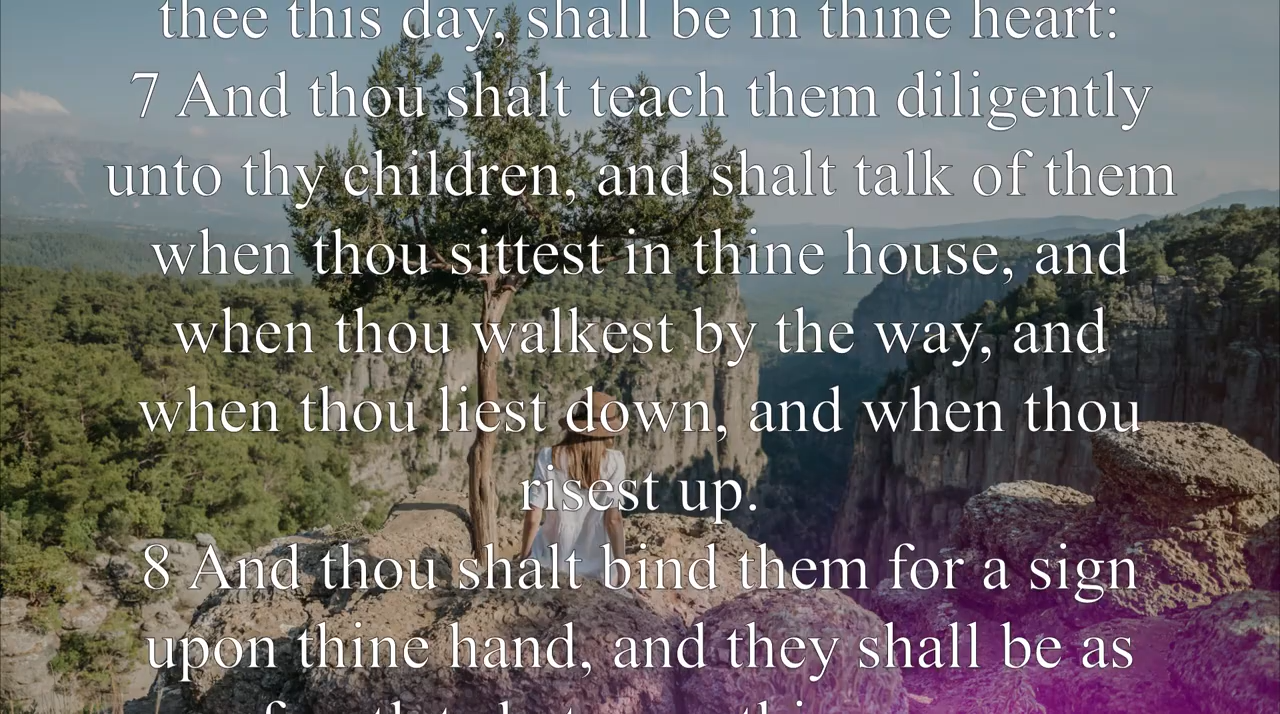 thee this day, shall be in thine heart:
7 And thou shalt teach them diligently
unto thy children, and shalt talk of them
when thou sittest in thine house, and
when thou walkest by the way, and
when thou liest down, and when thou
risest up.
8 And thou shalt bind them for a sign
upon thine hand, and they shall be as